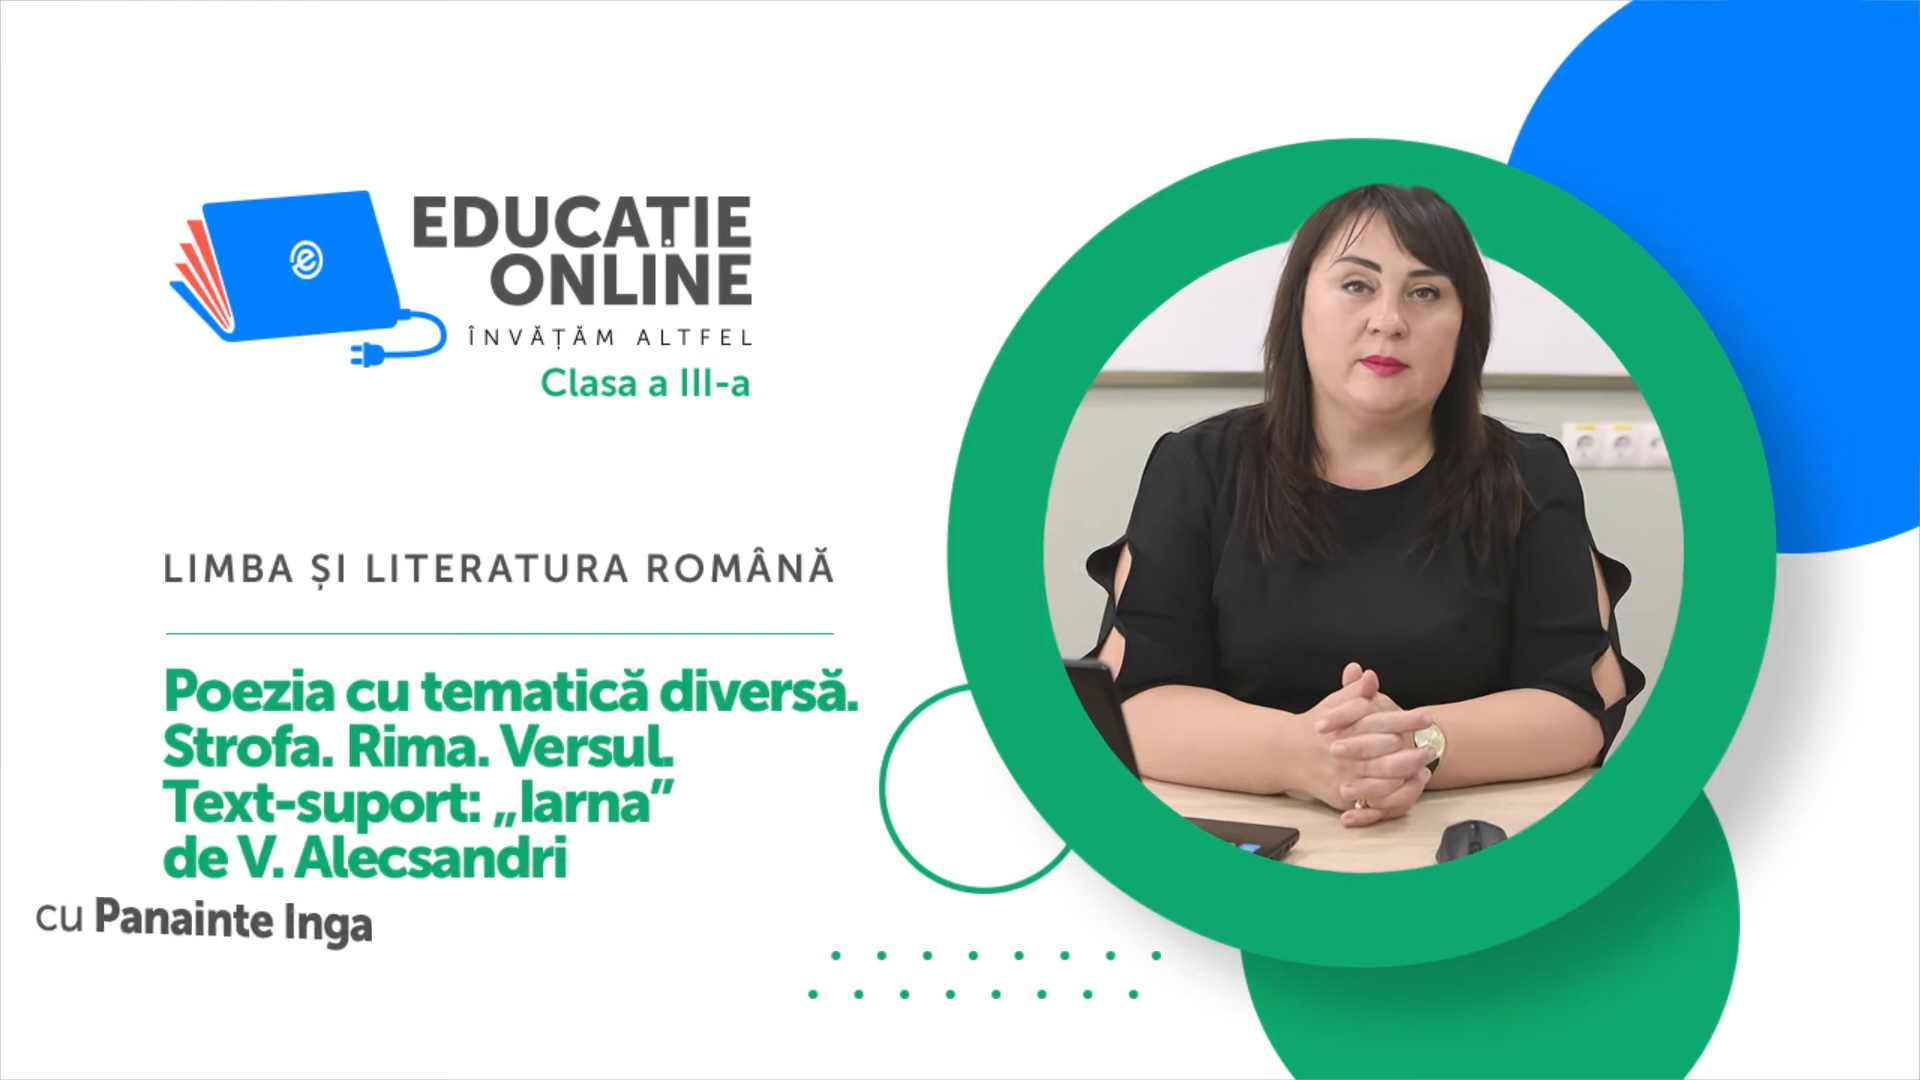 EDUCAȚIE
ONLINE
ÎNVĂȚĂM ALTFEL
Clasa a III-a
LIMBA ȘI LITERATURA ROMÂNĂ
Poezia cu tematică diversă.
Strofa. Rima. Versul.
Text-suport: „Iarna”
de V. Alecsandri
cu Panainte Inga